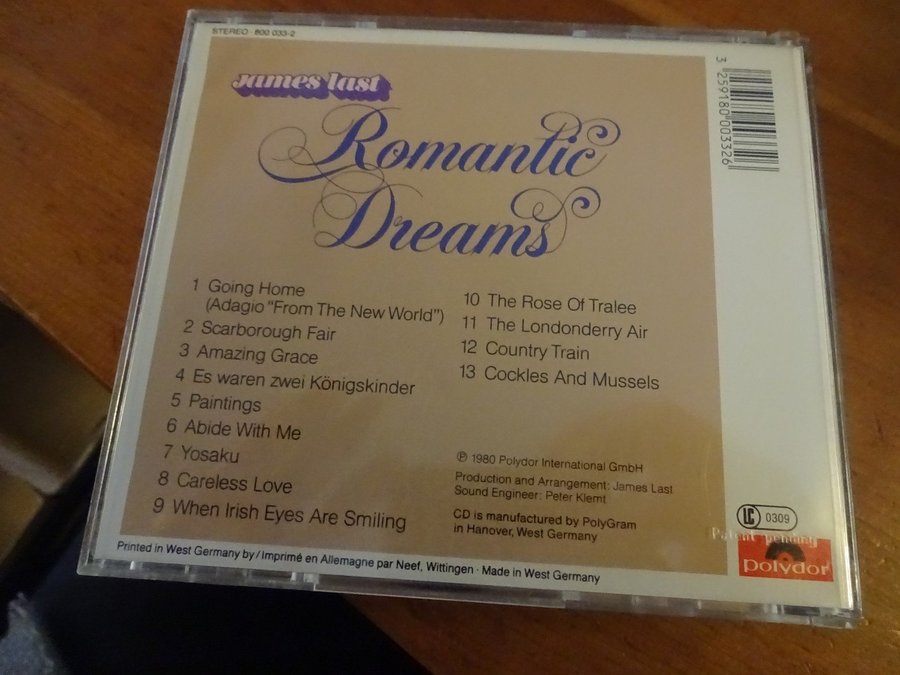 STEREO · 800 033-2
james last
Romantic
Dreams
1 Going Home
(Adagio "From The New World")
2 Scarborough Fair
3 Amazing Grace
4 Es waren zwei Königskinder
5 Paintings
6 Abide With Me
7 Yosaku
8 Careless Love
9 When Irish Eyes Are Smiling
10 The Rose Of Tralee
11 The Londonderry Air
12 Country Train
13 Cockles And Mussels
℗ 1980 Polydor International GmbH
Production and Arrangement: James Last
Sound Engineer: Peter Klemt
CD is manufactured by PolyGram
in Hanover, West Germany
Printed in West Germany by / Imprimé en Allemagne par Neef, Wittingen · Made in West Germany
3 259180 003326
LC 0309
Patent pending
polydor